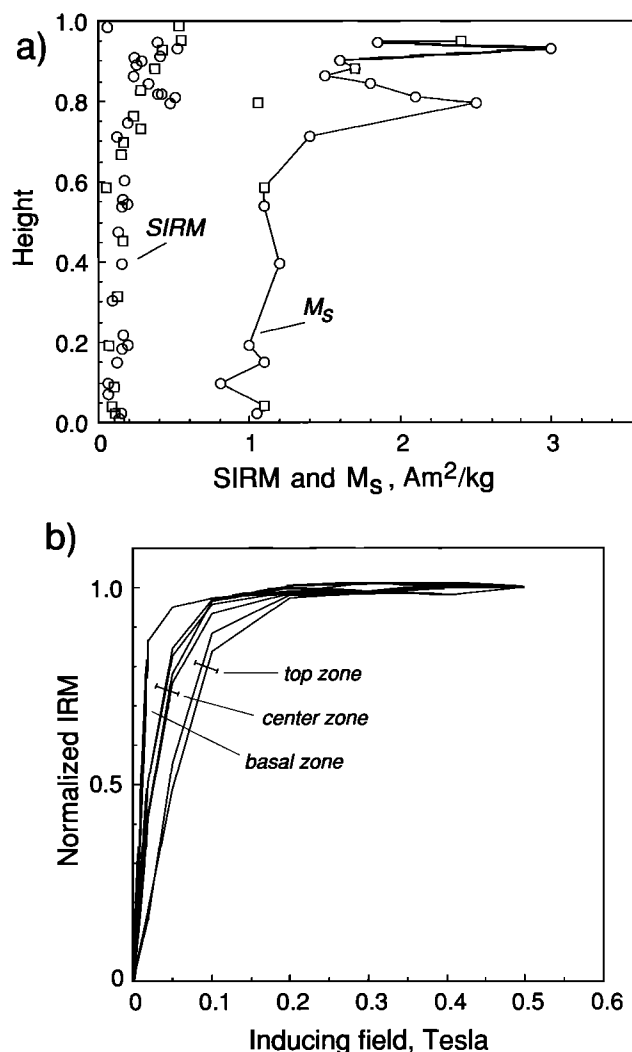 a)
1.0
0.8
0.6
0.4
0.2
0.0
Height
SIRM
Ms
0 1 2 3
SIRM and Ms, Am²/kg
b)
1.0
0.5
0
Normalized IRM
top zone
center zone
basal zone
0 0.1 0.2 0.3 0.4 0.5 0.6
Inducing field, Tesla